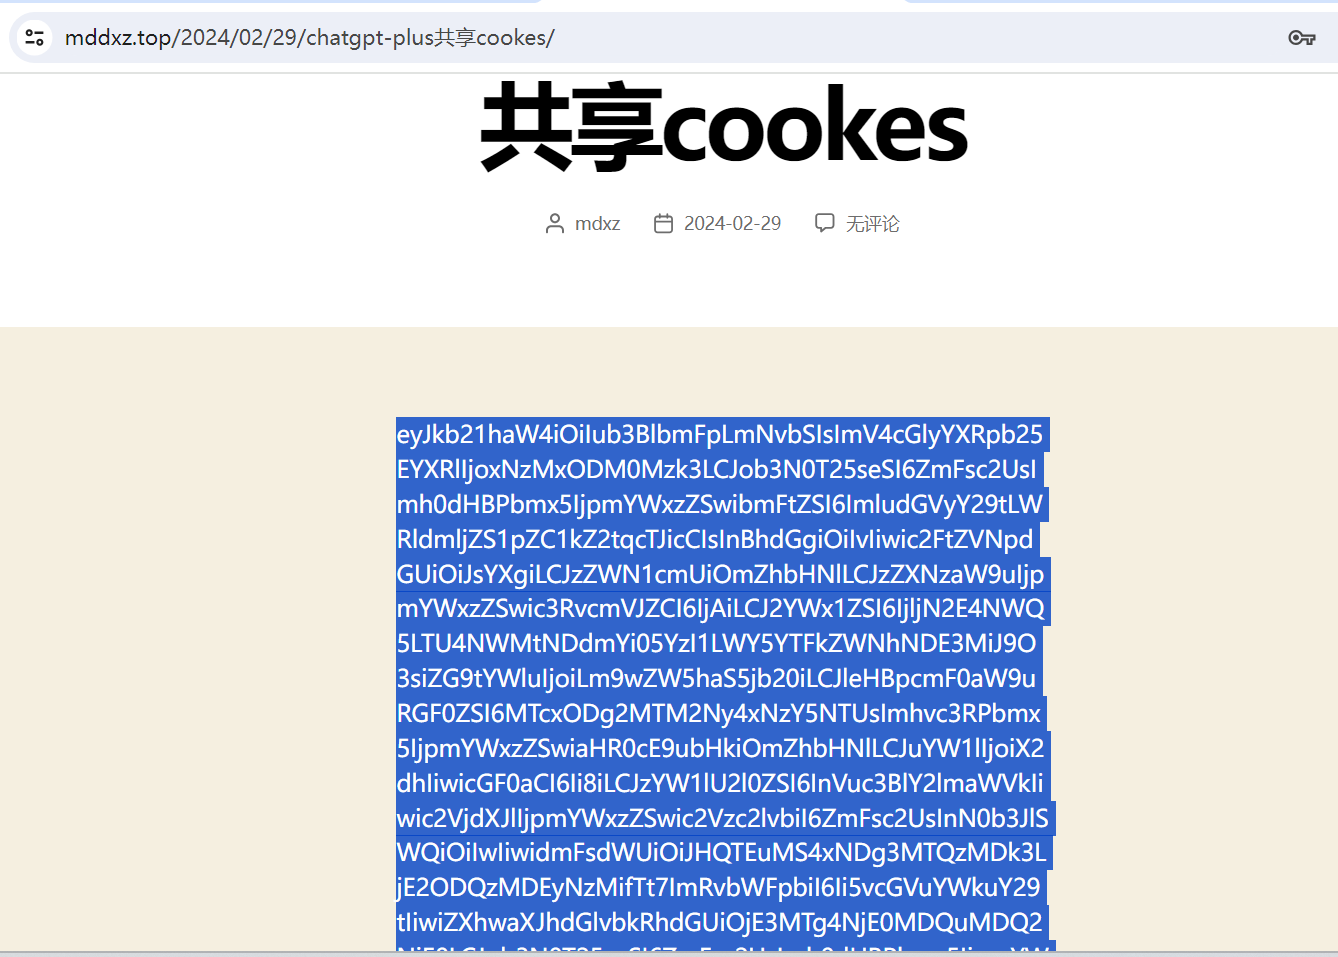 mddxz.top/2024/02/29/chatgpt-plus共享cookes/
共享cookes
mdxz 2024-02-29 无评论
eyJkb21haW4iOiIub3BlbmFpLmNvbSIsImV4cGlyYXRpb25
EYXRlIjoxNzMxODM0Mzk3LCJob3N0T25seSI6ZmFsc2UsI
mh0dHBPbmx5IjpmYWxzZSwibmFtZSI6ImludGVyY29tLW
RldmljZS1pZC1kZ2tqcTJicCIsInBhdGgiOiIvIiwic2FtZVNpd
GUiOiJsYXgiLCJzZWN1cmUiOmZhbHNlLCJzZXNzaW9uIjp
mYWxzZSwic3RvcmVJZCI6IjAiLCJ2YWx1ZSI6IjljN2E4NWQ
5LTU4NWMtNDdmYi05YzI1LWY5YTFkZWNhNDE3MiJ9O
3siZG9tYWluIjoiLm9wZW5haS5jb20iLCJleHBpcmF0aW9u
RGF0ZSI6MTcxODg2MTM2Ny4xNzY5NTUsImhvc3RPbmx
5IjpmYWxzZSwiaHR0cE9ubHkiOmZhbHNlLCJuYW1lIjoiX2
dhIiwicGF0aCI6Ii8iLCJzYW1lU2l0ZSI6InVuc3BlY2lmaWVkIi
wic2VjdXJlIjpmYWxzZSwic2Vzc2lvbiI6ZmFsc2UsInN0b3JlS
WQiOiIwIiwidmFsdWUiOiJHQTEuMS4xNDg3MTQzMDk3L
jE2ODQzMDEyNzMifTt7ImRvbWFpbiI6Ii5vcGVuYWkuY29
tIiwiZXhwaXJhdGlvbkRhdGUiOjE3MTg4NjE0MDQuMDQ2